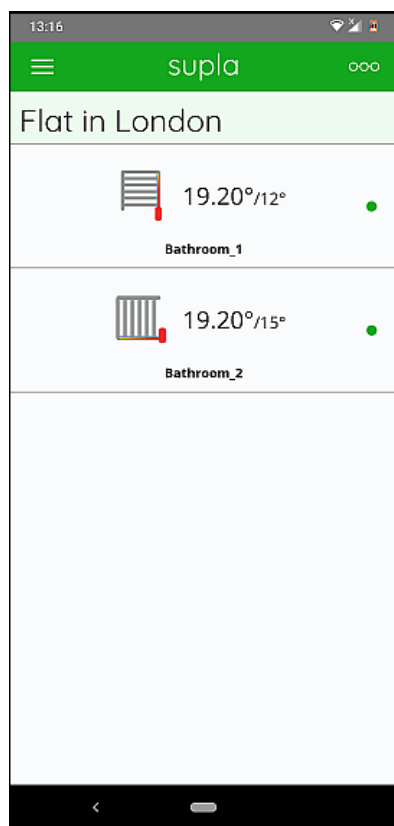 13:16
supla
Flat in London
19.20°/12°
Bathroom_1
19.20°/15°
Bathroom_2